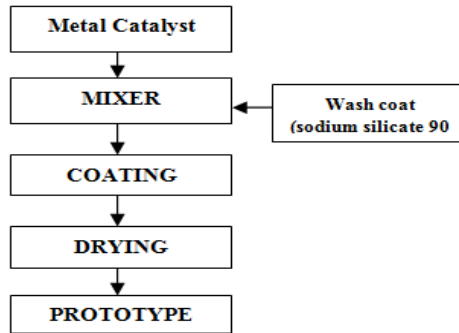 Metal Catalyst
MIXER
Wash coat
(sodium silicate 90
COATING
DRYING
PROTOTYPE